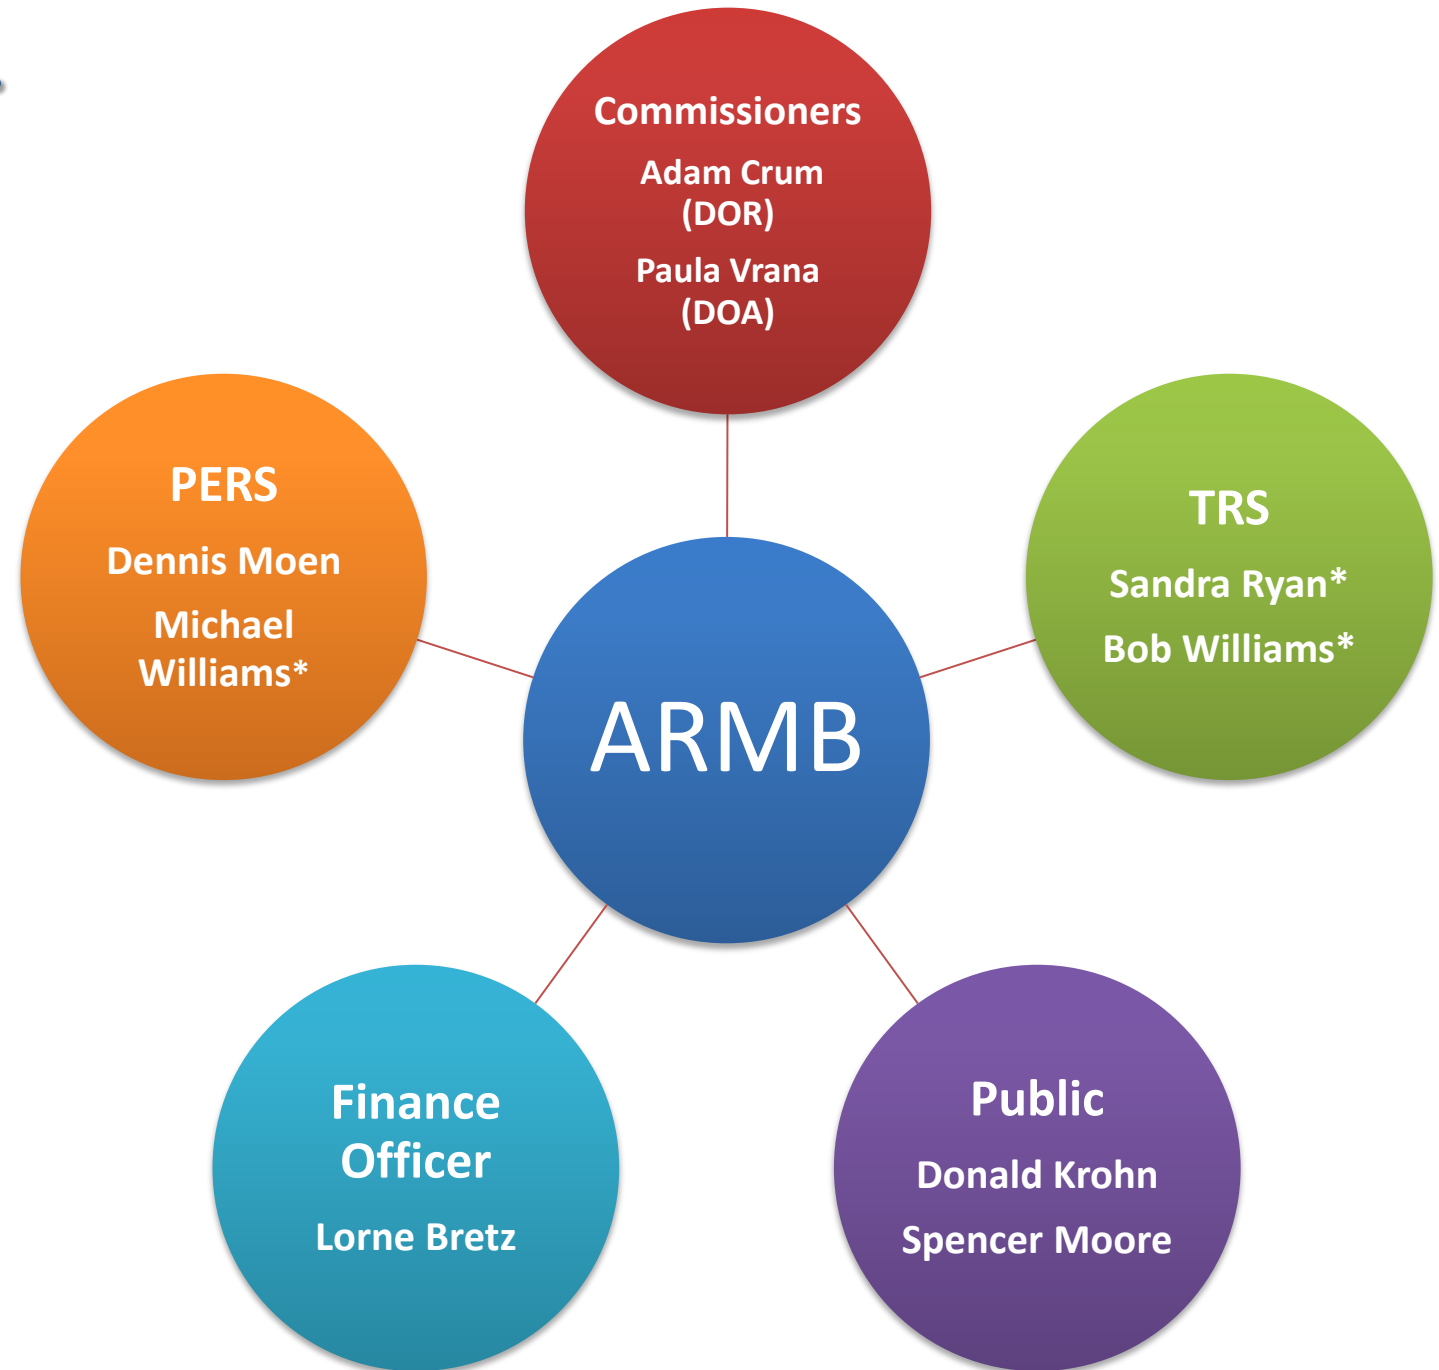 Commissioners
Adam Crum
(DOR)
Paula Vrana
(DOA)
PERS
Dennis Moen
Michael
Williams*
TRS
Sandra Ryan*
Bob Williams*
ARMB
Finance
Officer
Lorne Bretz
Public
Donald Krohn
Spencer Moore